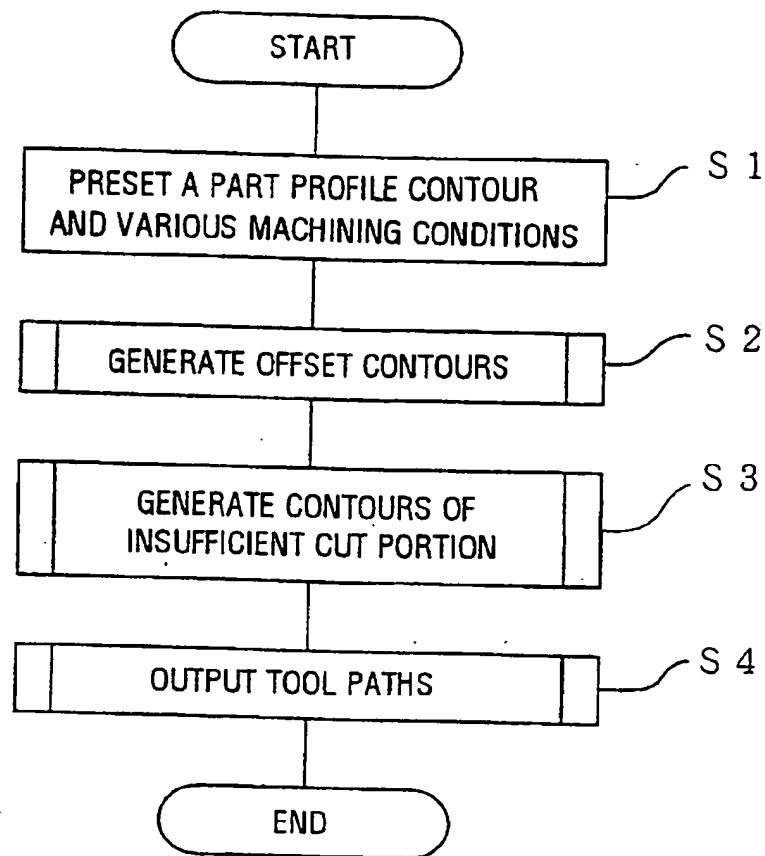 START
PRESET A PART PROFILE CONTOUR
AND VARIOUS MACHINING CONDITIONS
S 1
GENERATE OFFSET CONTOURS
S 2
GENERATE CONTOURS OF
INSUFFICIENT CUT PORTION
S 3
OUTPUT TOOL PATHS
S 4
END